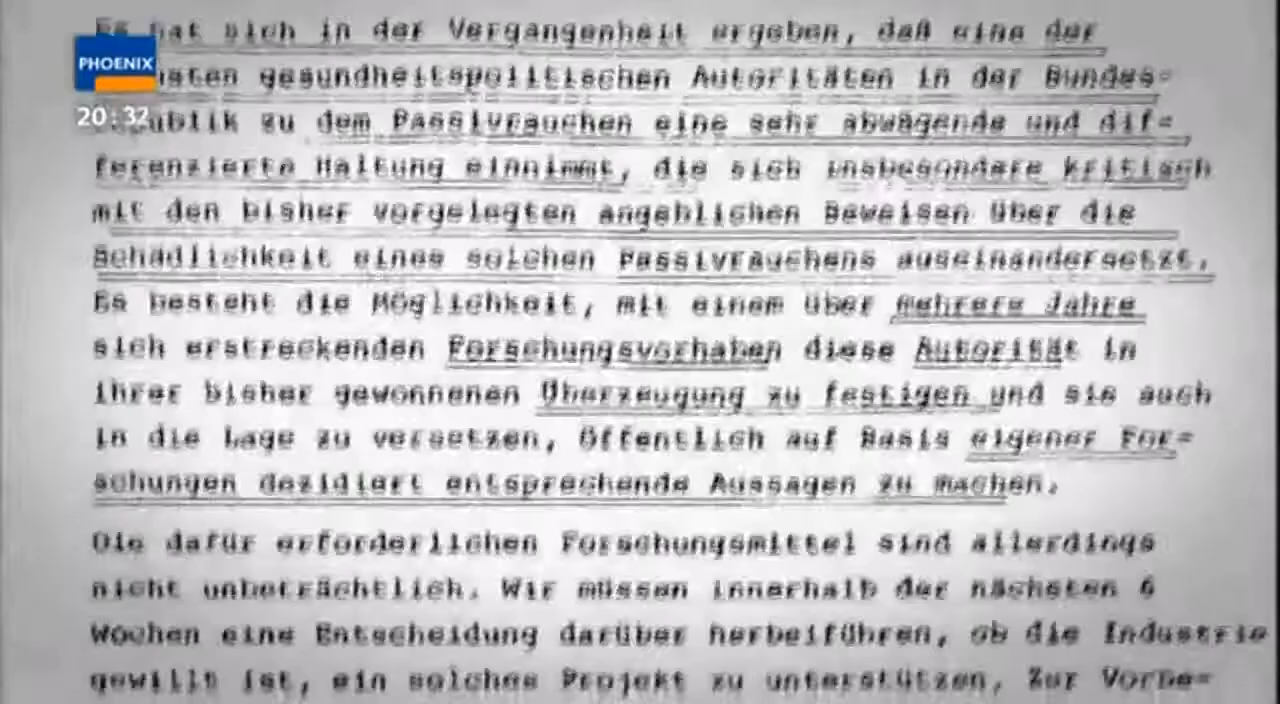 PHOENIX
20:32
Es hat sich in der Vergangenheit ergeben, daß eine der
gesundheitspolitischen Autoritäten in der Bundes-
republik zu dem Passivrauchen eine sehr abwägende und dif-
ferenzierte Haltung einnimmt, die sich insbesondere kritisch
mit den bisher vorgelegten angeblichen Beweisen über die
Schädlichkeit eines solchen Passivrauchens auseinandersetzt.
Es besteht die Möglichkeit, mit einem über mehrere Jahre
sich erstreckenden Forschungsvorhaben diese Autorität in
ihrer bisher gewonnenen Überzeugung zu festigen und sie auch
in die Lage zu versetzen, öffentlich auf Basis eigener For-
schungen dezidiert entsprechende Aussagen zu machen.
Die dafür erforderlichen Forschungsmittel sind allerdings
nicht unbeträchtlich. Wir müssen innerhalb der nächsten 6
Wochen eine Entscheidung darüber herbeiführen, ob die Industrie
gewillt ist, ein solches Projekt zu unterstützen. Zur Vorbe-